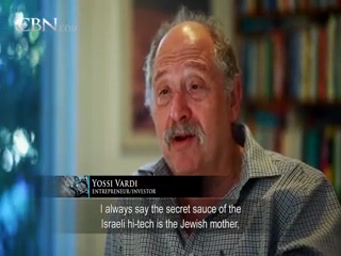 CBN.com
YOSSI VARDI
ENTREPRENEUR/INVESTOR
I always say the secret sauce of the
Israeli hi-tech is the Jewish mother,